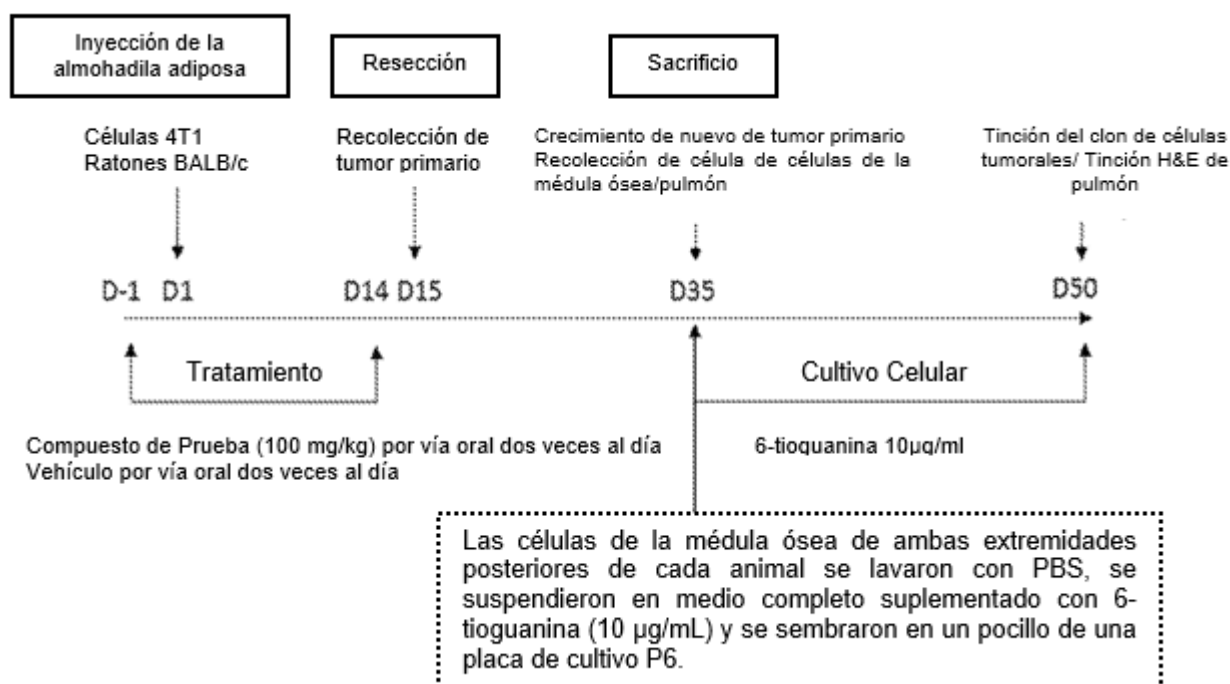 Inyección de la
almohadila adiposa
Resección
Sacrificio
Células 4T1
Ratones BALB/c
Recolección de
tumor primario
Crecimiento de nuevo de tumor primario
Recolección de célula de células de la
médula ósea/pulmón
Tinción del clon de células
tumorales/ Tinción H&E de
pulmón
D-1 D1 D14 D15 D35 D50
Tratamiento
Cultivo Celular
Compuesto de Prueba (100 mg/kg) por vía oral dos veces al día
Vehículo por vía oral dos veces al día
6-tioguanina 10µg/ml
Las células de la médula ósea de ambas extremidades
posteriores de cada animal se lavaron con PBS, se
suspendieron en medio completo suplementado con 6-
tioguanina (10 µg/mL) y se sembraron en un pocillo de una
placa de cultivo P6.